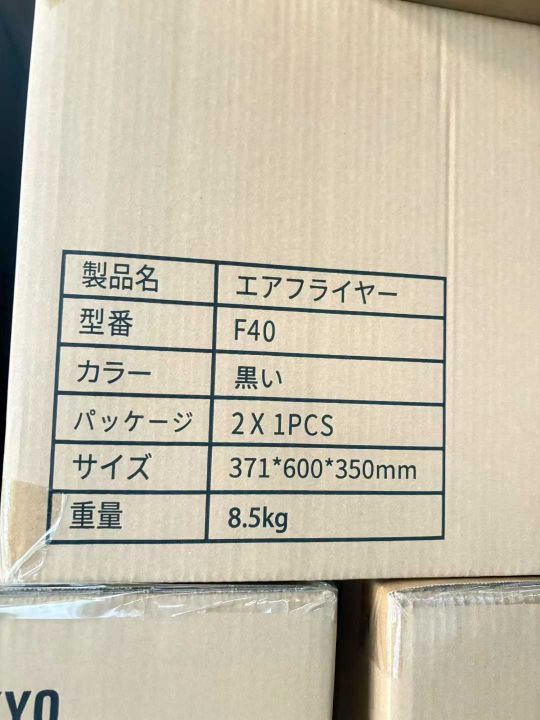 製品名 エアフライヤー
型番 F40
カラー 黒い
パッケージ 2 X 1PCS
サイズ 371*600*350mm
重量 8.5kg